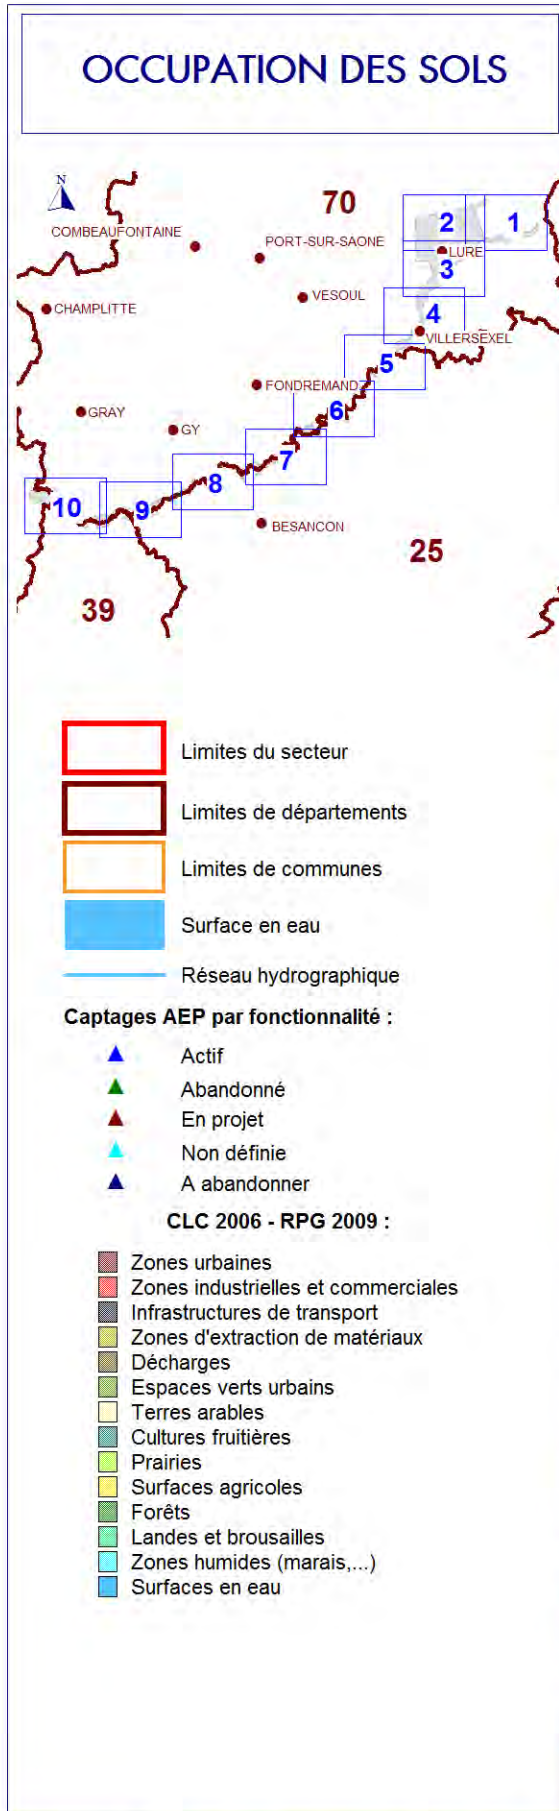 OCCUPATION DES SOLS
N
70
2
1
COMBEAUFONTAINE
PORT-SUR-SAONE
LURE
3
VESOUL
CHAMPLITTE
4
VILLERSEXEL
5
FONDREMAND
6
GRAY
GY
7
8
10
9
BESANCON
25
39
Limites du secteur
Limites de départements
Limites de communes
Surface en eau
Réseau hydrographique
Captages AEP par fonctionnalité :
Actif
Abandonné
En projet
Non définie
A abandonner
CLC 2006 - RPG 2009 :
Zones urbaines
Zones industrielles et commerciales
Infrastructures de transport
Zones d'extraction de matériaux
Décharges
Espaces verts urbains
Terres arables
Cultures fruitières
Prairies
Surfaces agricoles
Forêts
Landes et brousailles
Zones humides (marais,...)
Surfaces en eau